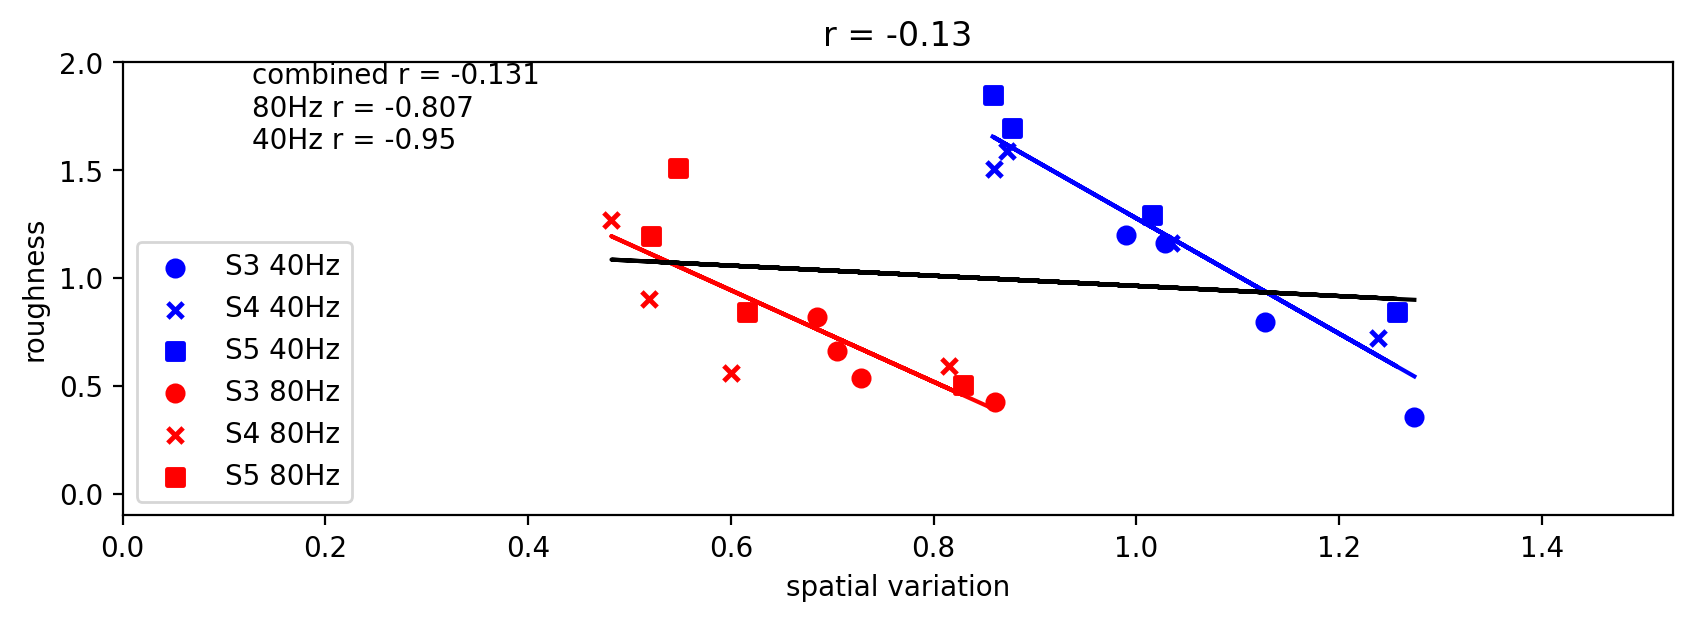 r = -0.13
combined r = -0.131
80Hz r = -0.807
40Hz r = -0.95
2.0
1.5
1.0
0.5
0.0
roughness
S3 40Hz
S4 40Hz
S5 40Hz
S3 80Hz
S4 80Hz
S5 80Hz
0.0 0.2 0.4 0.6 0.8 1.0 1.2 1.4
spatial variation